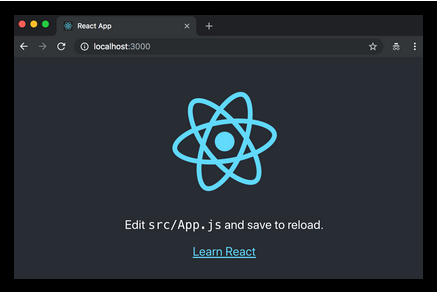 React App
localhost:3000
Edit src/App.js and save to reload.
Learn React